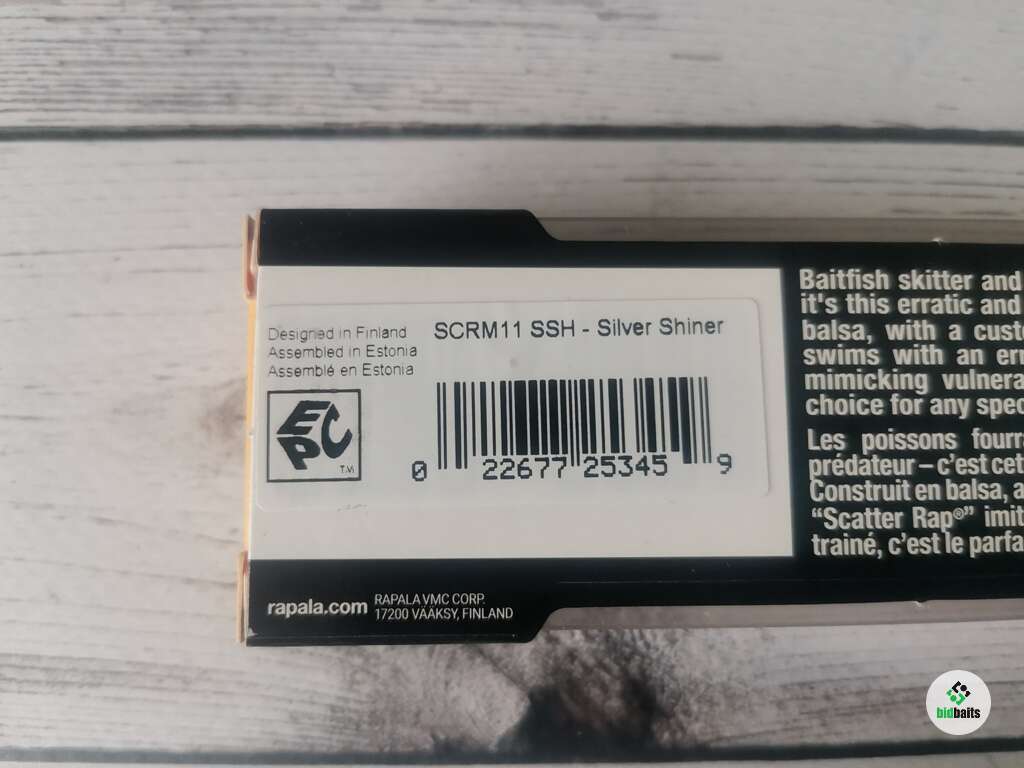 Designed in Finland
Assembled in Estonia
Assemblé en Estonia
SCRM11 SSH - Silver Shiner
EPC
TM
0 22677 25345 9
rapala.com
RAPALA VMC CORP.
17200 VÄÄKSY, FINLAND
Baitfish skitter and
it's this erratic and
balsa, with a custo
swims with an err
mimicking vulnera
choice for any spec
Les poissons fourr
prédateur – c'est cet
Construit en balsa, a
"Scatter Rap®" imit
trainé, c'est le parfa
bidbaits